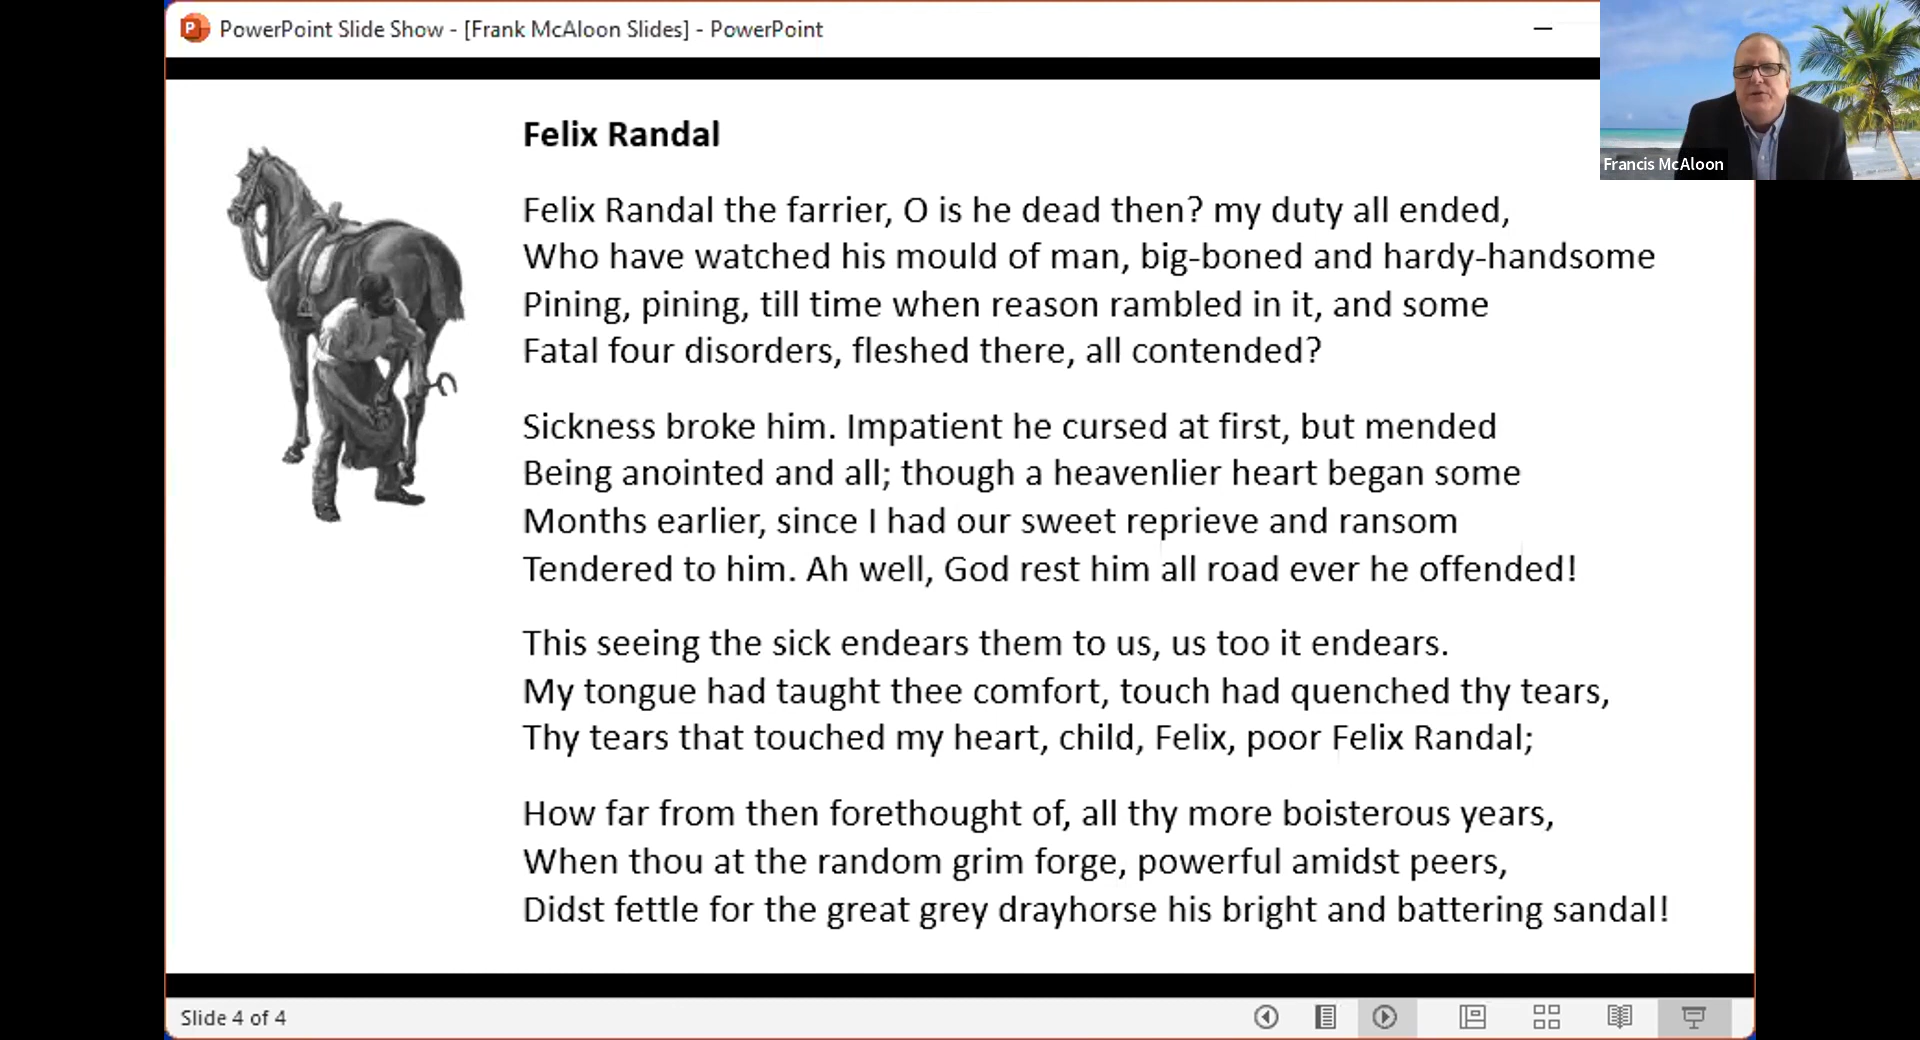 PowerPoint Slide Show - [Frank McAloon Slides] - PowerPoint
Francis McAloon
Felix Randal
Felix Randal the farrier, O is he dead then? my duty all ended,
Who have watched his mould of man, big-boned and hardy-handsome
Pining, pining, till time when reason rambled in it, and some
Fatal four disorders, fleshed there, all contended?
Sickness broke him. Impatient he cursed at first, but mended
Being anointed and all; though a heavenlier heart began some
Months earlier, since I had our sweet reprieve and ransom
Tendered to him. Ah well, God rest him all road ever he offended!
This seeing the sick endears them to us, us too it endears.
My tongue had taught thee comfort, touch had quenched thy tears,
Thy tears that touched my heart, child, Felix, poor Felix Randal;
How far from then forethought of, all thy more boisterous years,
When thou at the random grim forge, powerful amidst peers,
Didst fettle for the great grey drayhorse his bright and battering sandal!
Slide 4 of 4